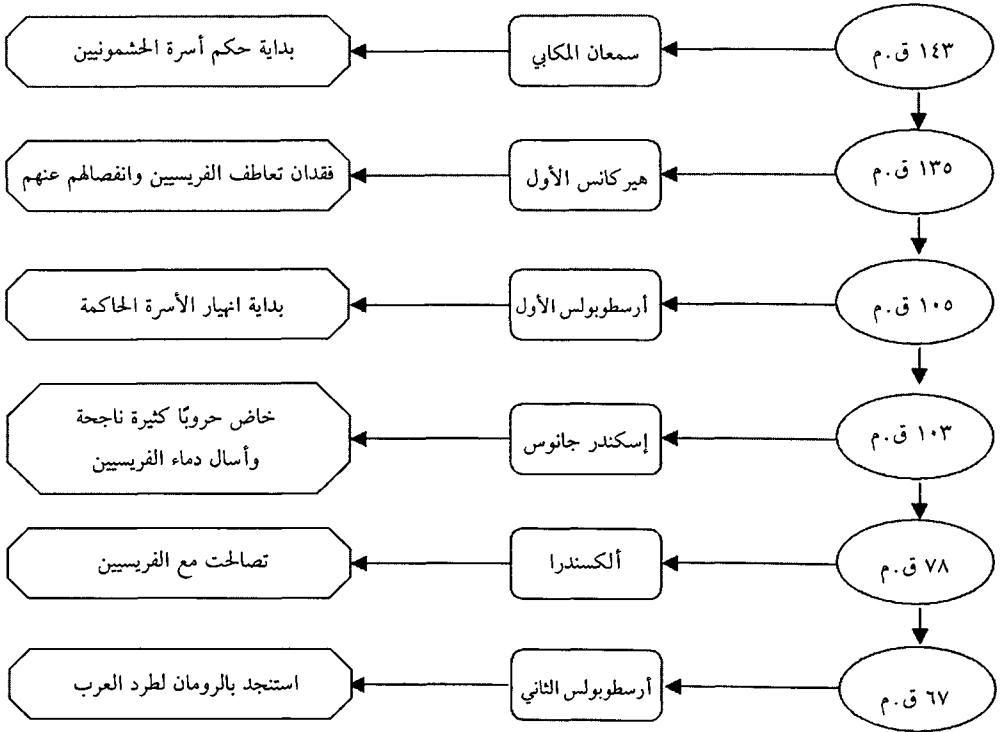 ١٤٣ ق.م
سمعان المكابي
بداية حكم أسرة الحشمونيين
١٣٥ ق.م
هيركانس الأول
فقدان تعاطف الفريسيين وانفصالهم عنهم
١٠٥ ق.م
أرسطوبولس الأول
بداية انهيار الأسرة الحاكمة
١٠٣ ق.م
إسكندر جانوس
خاض حروبًا كثيرة ناجحة
وأسال دماء الفريسيين
٧٨ ق.م
ألكسندرا
تصالحت مع الفريسيين
٦٧ ق.م
أرسطوبولس الثاني
استنجد بالرومان لطرد العرب